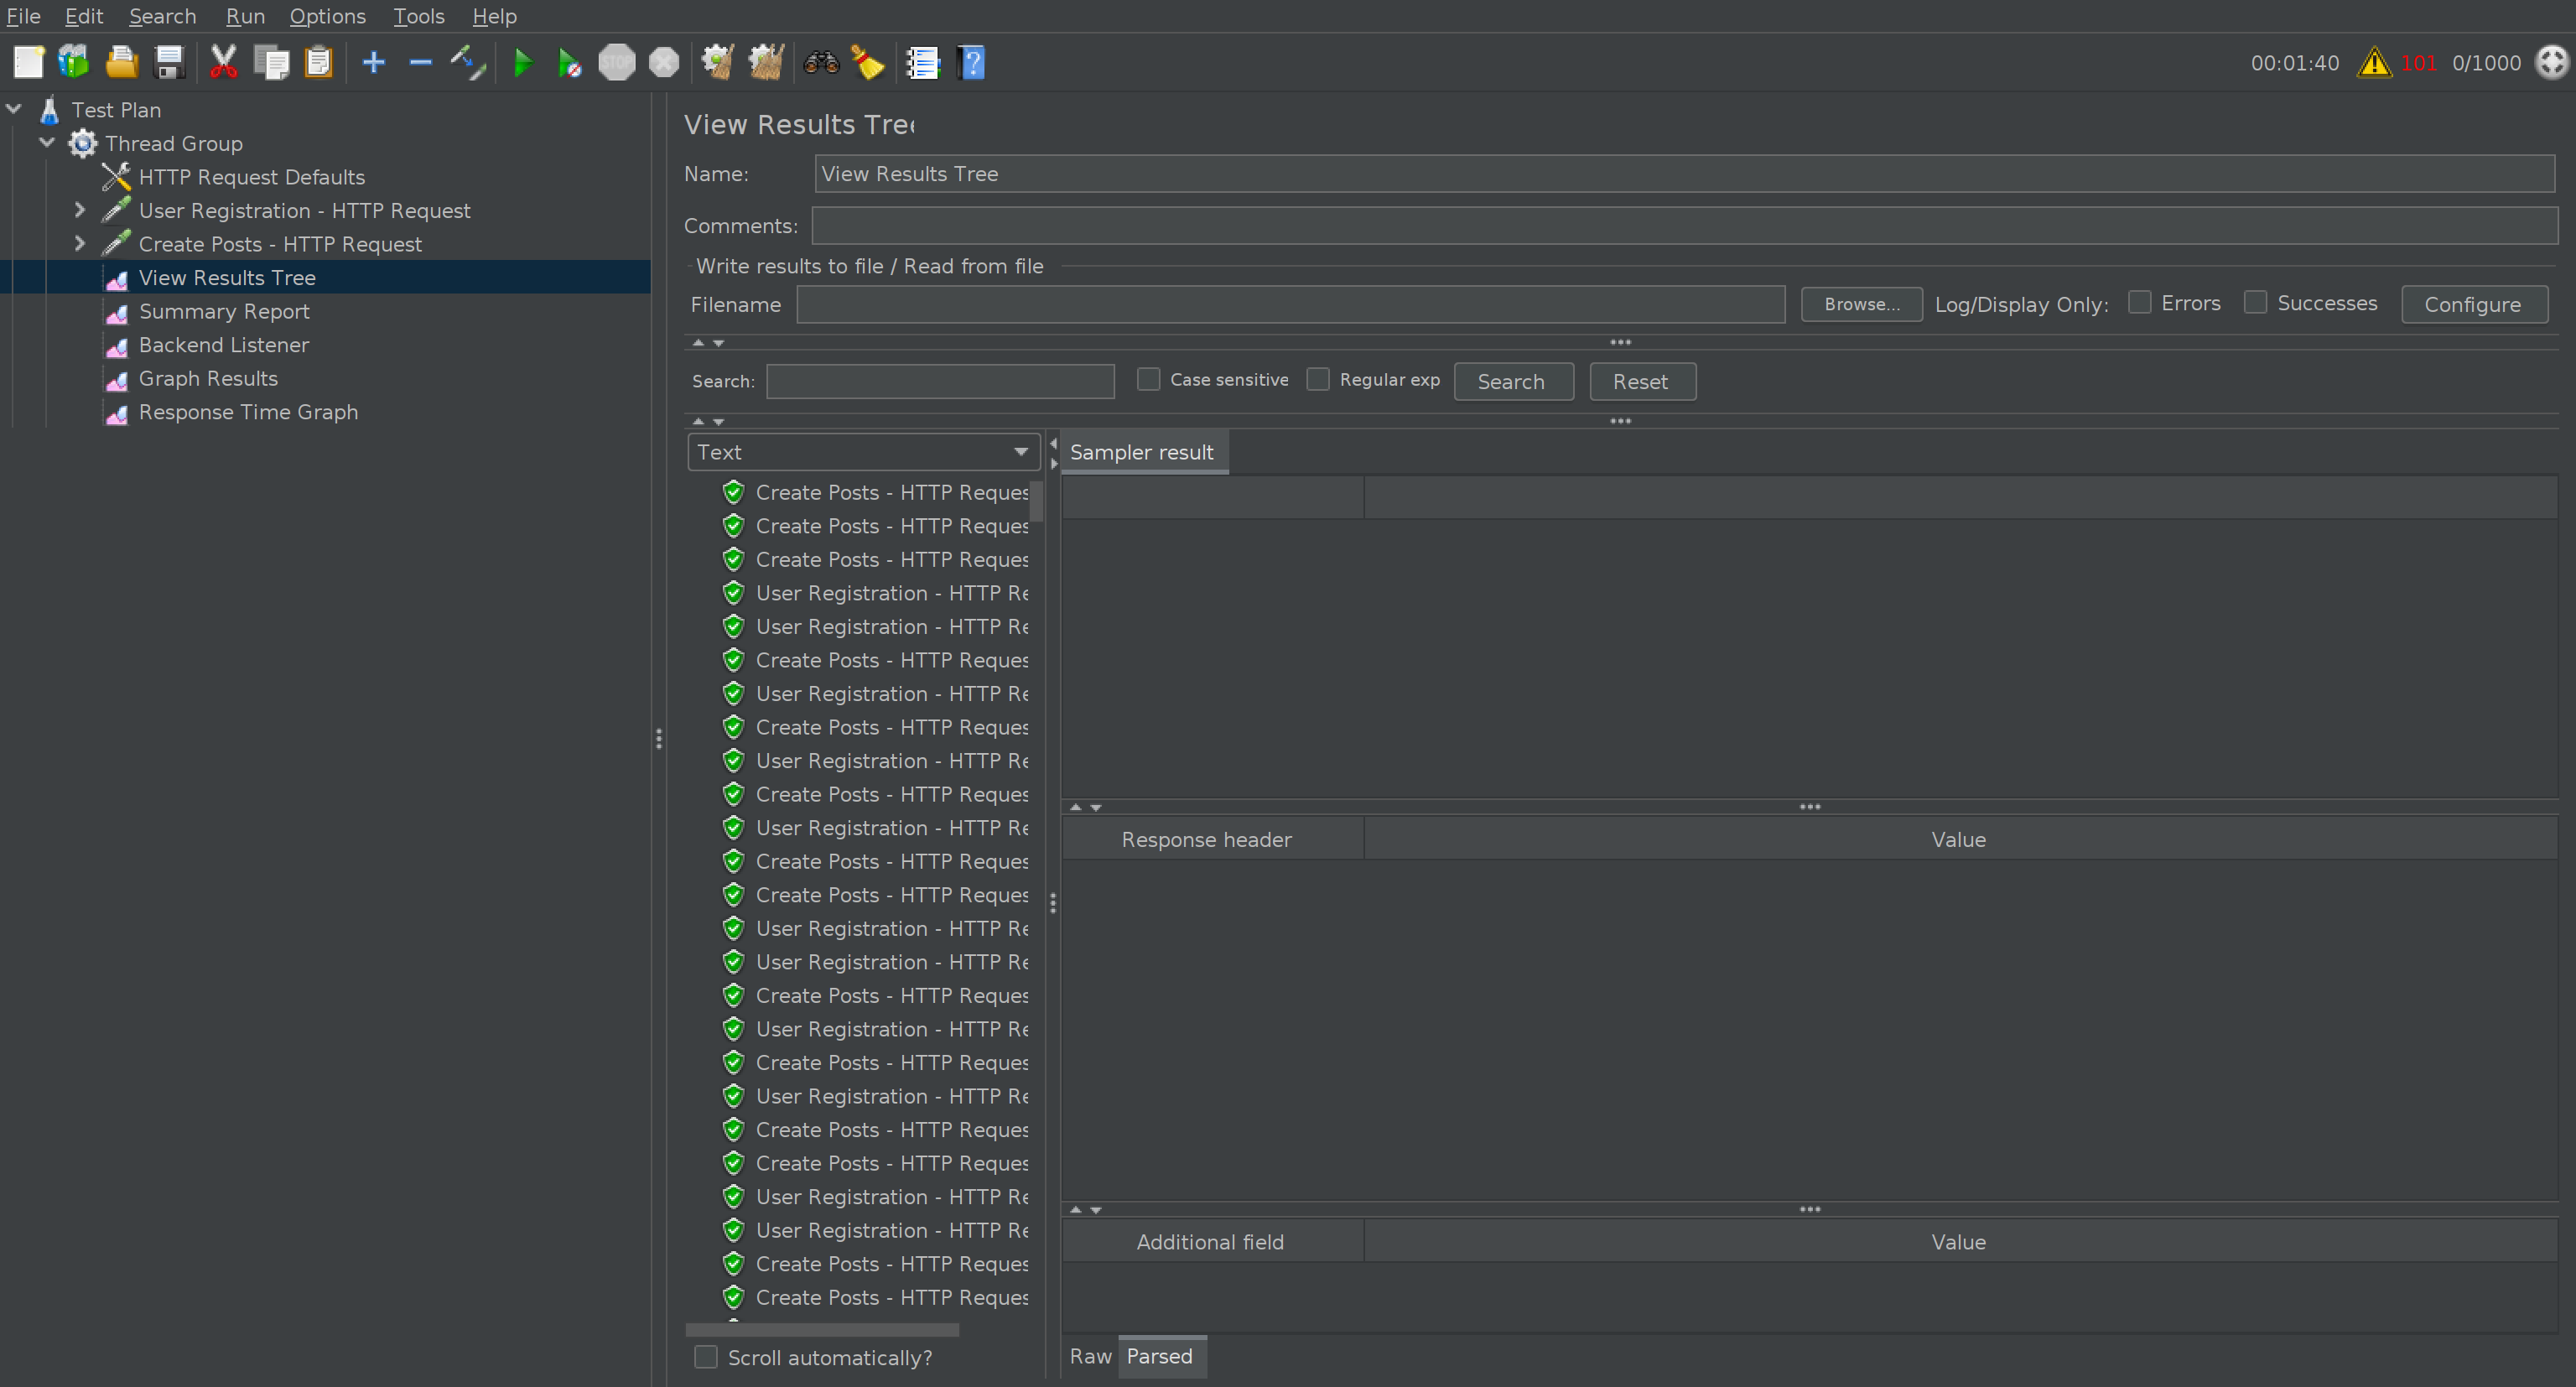 File Edit Search Run Options Tools Help
STOP
00:01:40 101 0/1000
Test Plan
Thread Group
HTTP Request Defaults
User Registration - HTTP Request
Create Posts - HTTP Request
View Results Tree
Summary Report
Backend Listener
Graph Results
Response Time Graph
View Results Tree
Name: View Results Tree
Comments:
Write results to file / Read from file
Filename Browse... Log/Display Only: Errors Successes Configure
Search: Case sensitive Regular exp Search Reset
Text
Create Posts - HTTP Reques
Create Posts - HTTP Reques
Create Posts - HTTP Reques
User Registration - HTTP Re
User Registration - HTTP Re
Create Posts - HTTP Reques
User Registration - HTTP Re
Create Posts - HTTP Reques
User Registration - HTTP Re
Create Posts - HTTP Reques
User Registration - HTTP Re
Create Posts - HTTP Reques
Create Posts - HTTP Reques
User Registration - HTTP Re
User Registration - HTTP Re
Create Posts - HTTP Reques
User Registration - HTTP Re
Create Posts - HTTP Reques
User Registration - HTTP Re
Create Posts - HTTP Reques
Create Posts - HTTP Reques
User Registration - HTTP Re
User Registration - HTTP Re
Create Posts - HTTP Reques
Create Posts - HTTP Reques
Scroll automatically?
Sampler result
Response header Value
Additional field Value
Raw Parsed